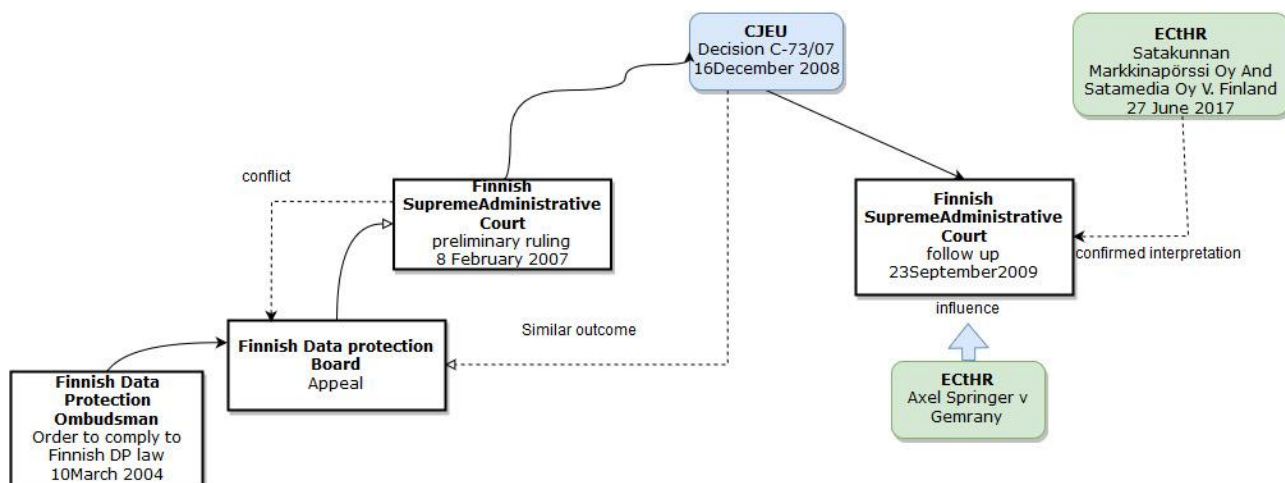 CJEU
Decision C-73/07
16December 2008
ECtHR
Satakunnan
Markkinapörssi Oy And
Satamedia Oy V. Finland
27 June 2017
conflict
Finnish
SupremeAdministrative
Court
preliminary ruling
8 February 2007
Finnish
SupremeAdministrative
Court
follow up
23September2009
confirmed interpretation
influence
Similar outcome
Finnish Data protection
Board
Appeal
ECtHR
Axel Springer v
Gemrany
Finnish Data
Protection
Ombudsman
Order to comply to
Finnish DP law
10March 2004